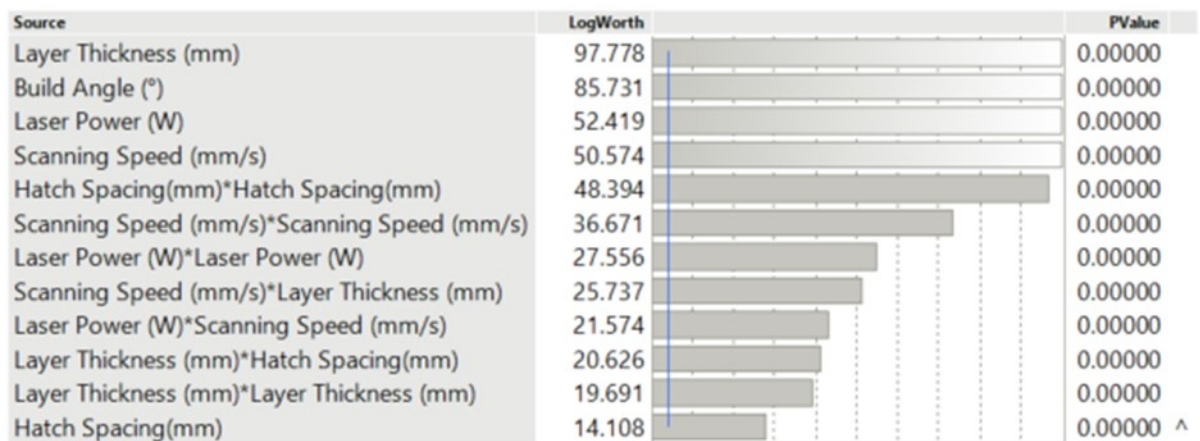 Source LogWorth PValue
Layer Thickness (mm) 97.778 0.00000
Build Angle (°) 85.731 0.00000
Laser Power (W) 52.419 0.00000
Scanning Speed (mm/s) 50.574 0.00000
Hatch Spacing(mm)*Hatch Spacing(mm) 48.394 0.00000
Scanning Speed (mm/s)*Scanning Speed (mm/s) 36.671 0.00000
Laser Power (W)*Laser Power (W) 27.556 0.00000
Scanning Speed (mm/s)*Layer Thickness (mm) 25.737 0.00000
Laser Power (W)*Scanning Speed (mm/s) 21.574 0.00000
Layer Thickness (mm)*Hatch Spacing(mm) 20.626 0.00000
Layer Thickness (mm)*Layer Thickness (mm) 19.691 0.00000
Hatch Spacing(mm) 14.108 0.00000 ^